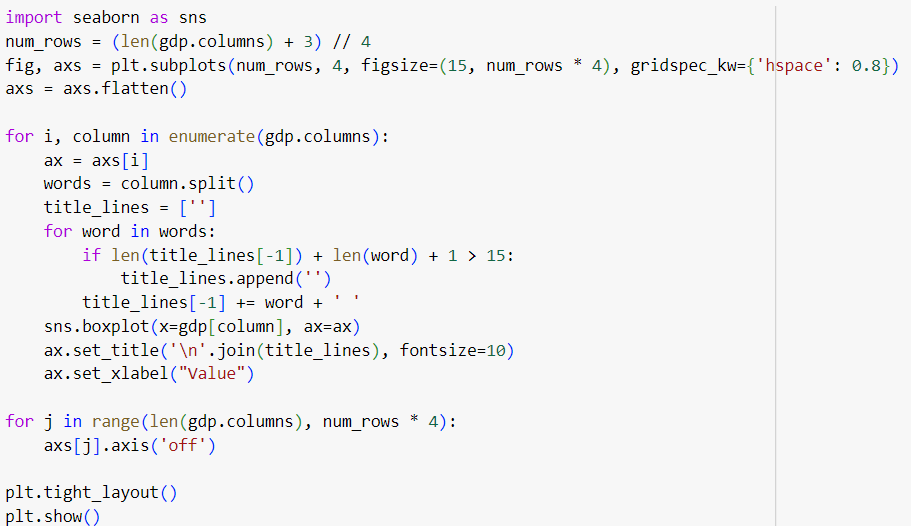 import seaborn as sns
num_rows = (len(gdp.columns) + 3) // 4
fig, axs = plt.subplots(num_rows, 4, figsize=(15, num_rows * 4), gridspec_kw={'hspace': 0.8})
axs = axs.flatten()

for i, column in enumerate(gdp.columns):
    ax = axs[i]
    words = column.split()
    title_lines = ['']
    for word in words:
        if len(title_lines[-1]) + len(word) + 1 > 15:
            title_lines.append('')
        title_lines[-1] += word + ' '
    sns.boxplot(x=gdp[column], ax=ax)
    ax.set_title('\n'.join(title_lines), fontsize=10)
    ax.set_xlabel("Value")

for j in range(len(gdp.columns), num_rows * 4):
    axs[j].axis('off')

plt.tight_layout()
plt.show()